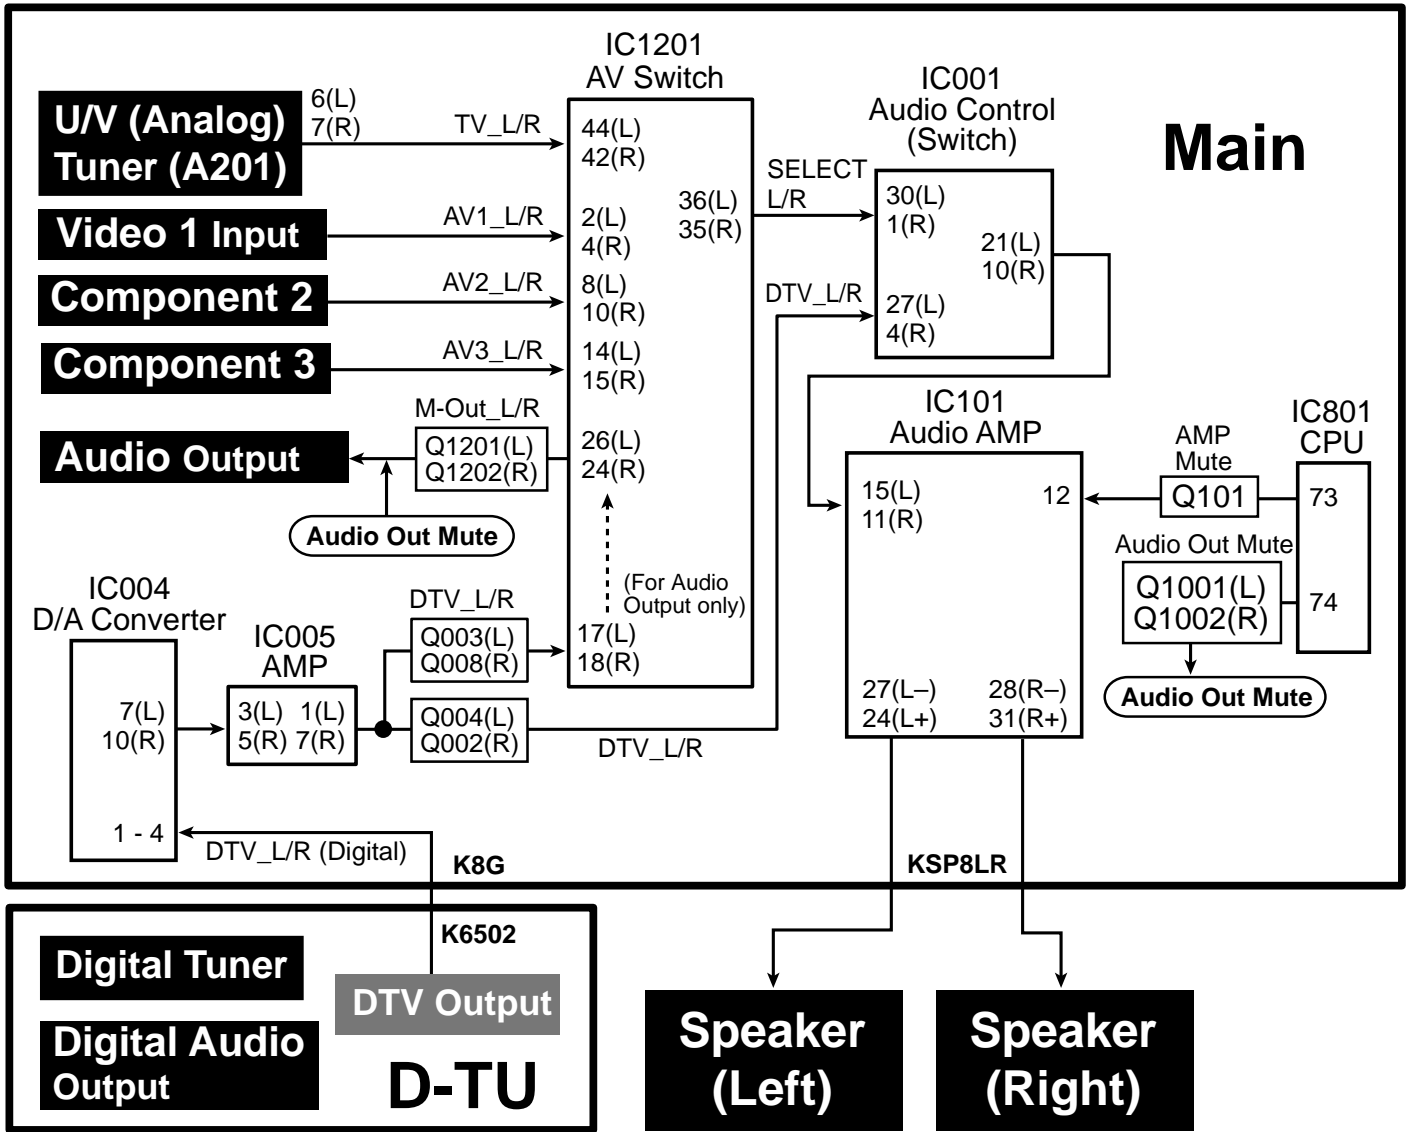 IC1201
AV Switch
IC001
Audio Control
(Switch)
Main
U/V (Analog)
Tuner (A201)
6(L)
7(R)
TV_L/R
44(L)
42(R)
Video 1 Input
AV1_L/R
2(L)
4(R)
36(L)
35(R)
SELECT
L/R
30(L)
1(R)
21(L)
10(R)
Component 2
AV2_L/R
8(L)
10(R)
DTV_L/R
27(L)
4(R)
Component 3
AV3_L/R
14(L)
15(R)
M-Out_L/R
Audio Output
Q1201(L)
Q1202(R)
26(L)
24(R)
Audio Out Mute
(For Audio
Output only)
IC101
Audio AMP
15(L)
11(R)
12
AMP
Mute
Q101
IC801
CPU
73
Audio Out Mute
Q1001(L)
Q1002(R)
74
Audio Out Mute
27(L–)
24(L+)
28(R–)
31(R+)
IC004
D/A Converter
7(L)
10(R)
1 - 4
IC005
AMP
3(L) 1(L)
5(R) 7(R)
DTV_L/R
Q003(L)
Q008(R)
17(L)
18(R)
Q004(L)
Q002(R)
DTV_L/R
DTV_L/R (Digital)
K8G
KSP8LR
K6502
Digital Tuner
DTV Output
Digital Audio
Output
D-TU
Speaker
(Left)
Speaker
(Right)